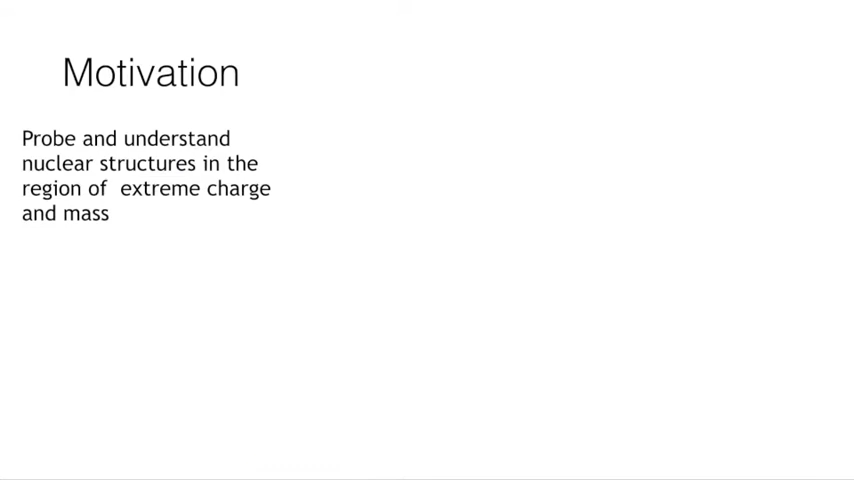 Motivation
Probe and understand
nuclear structures in the
region of  extreme charge
and mass